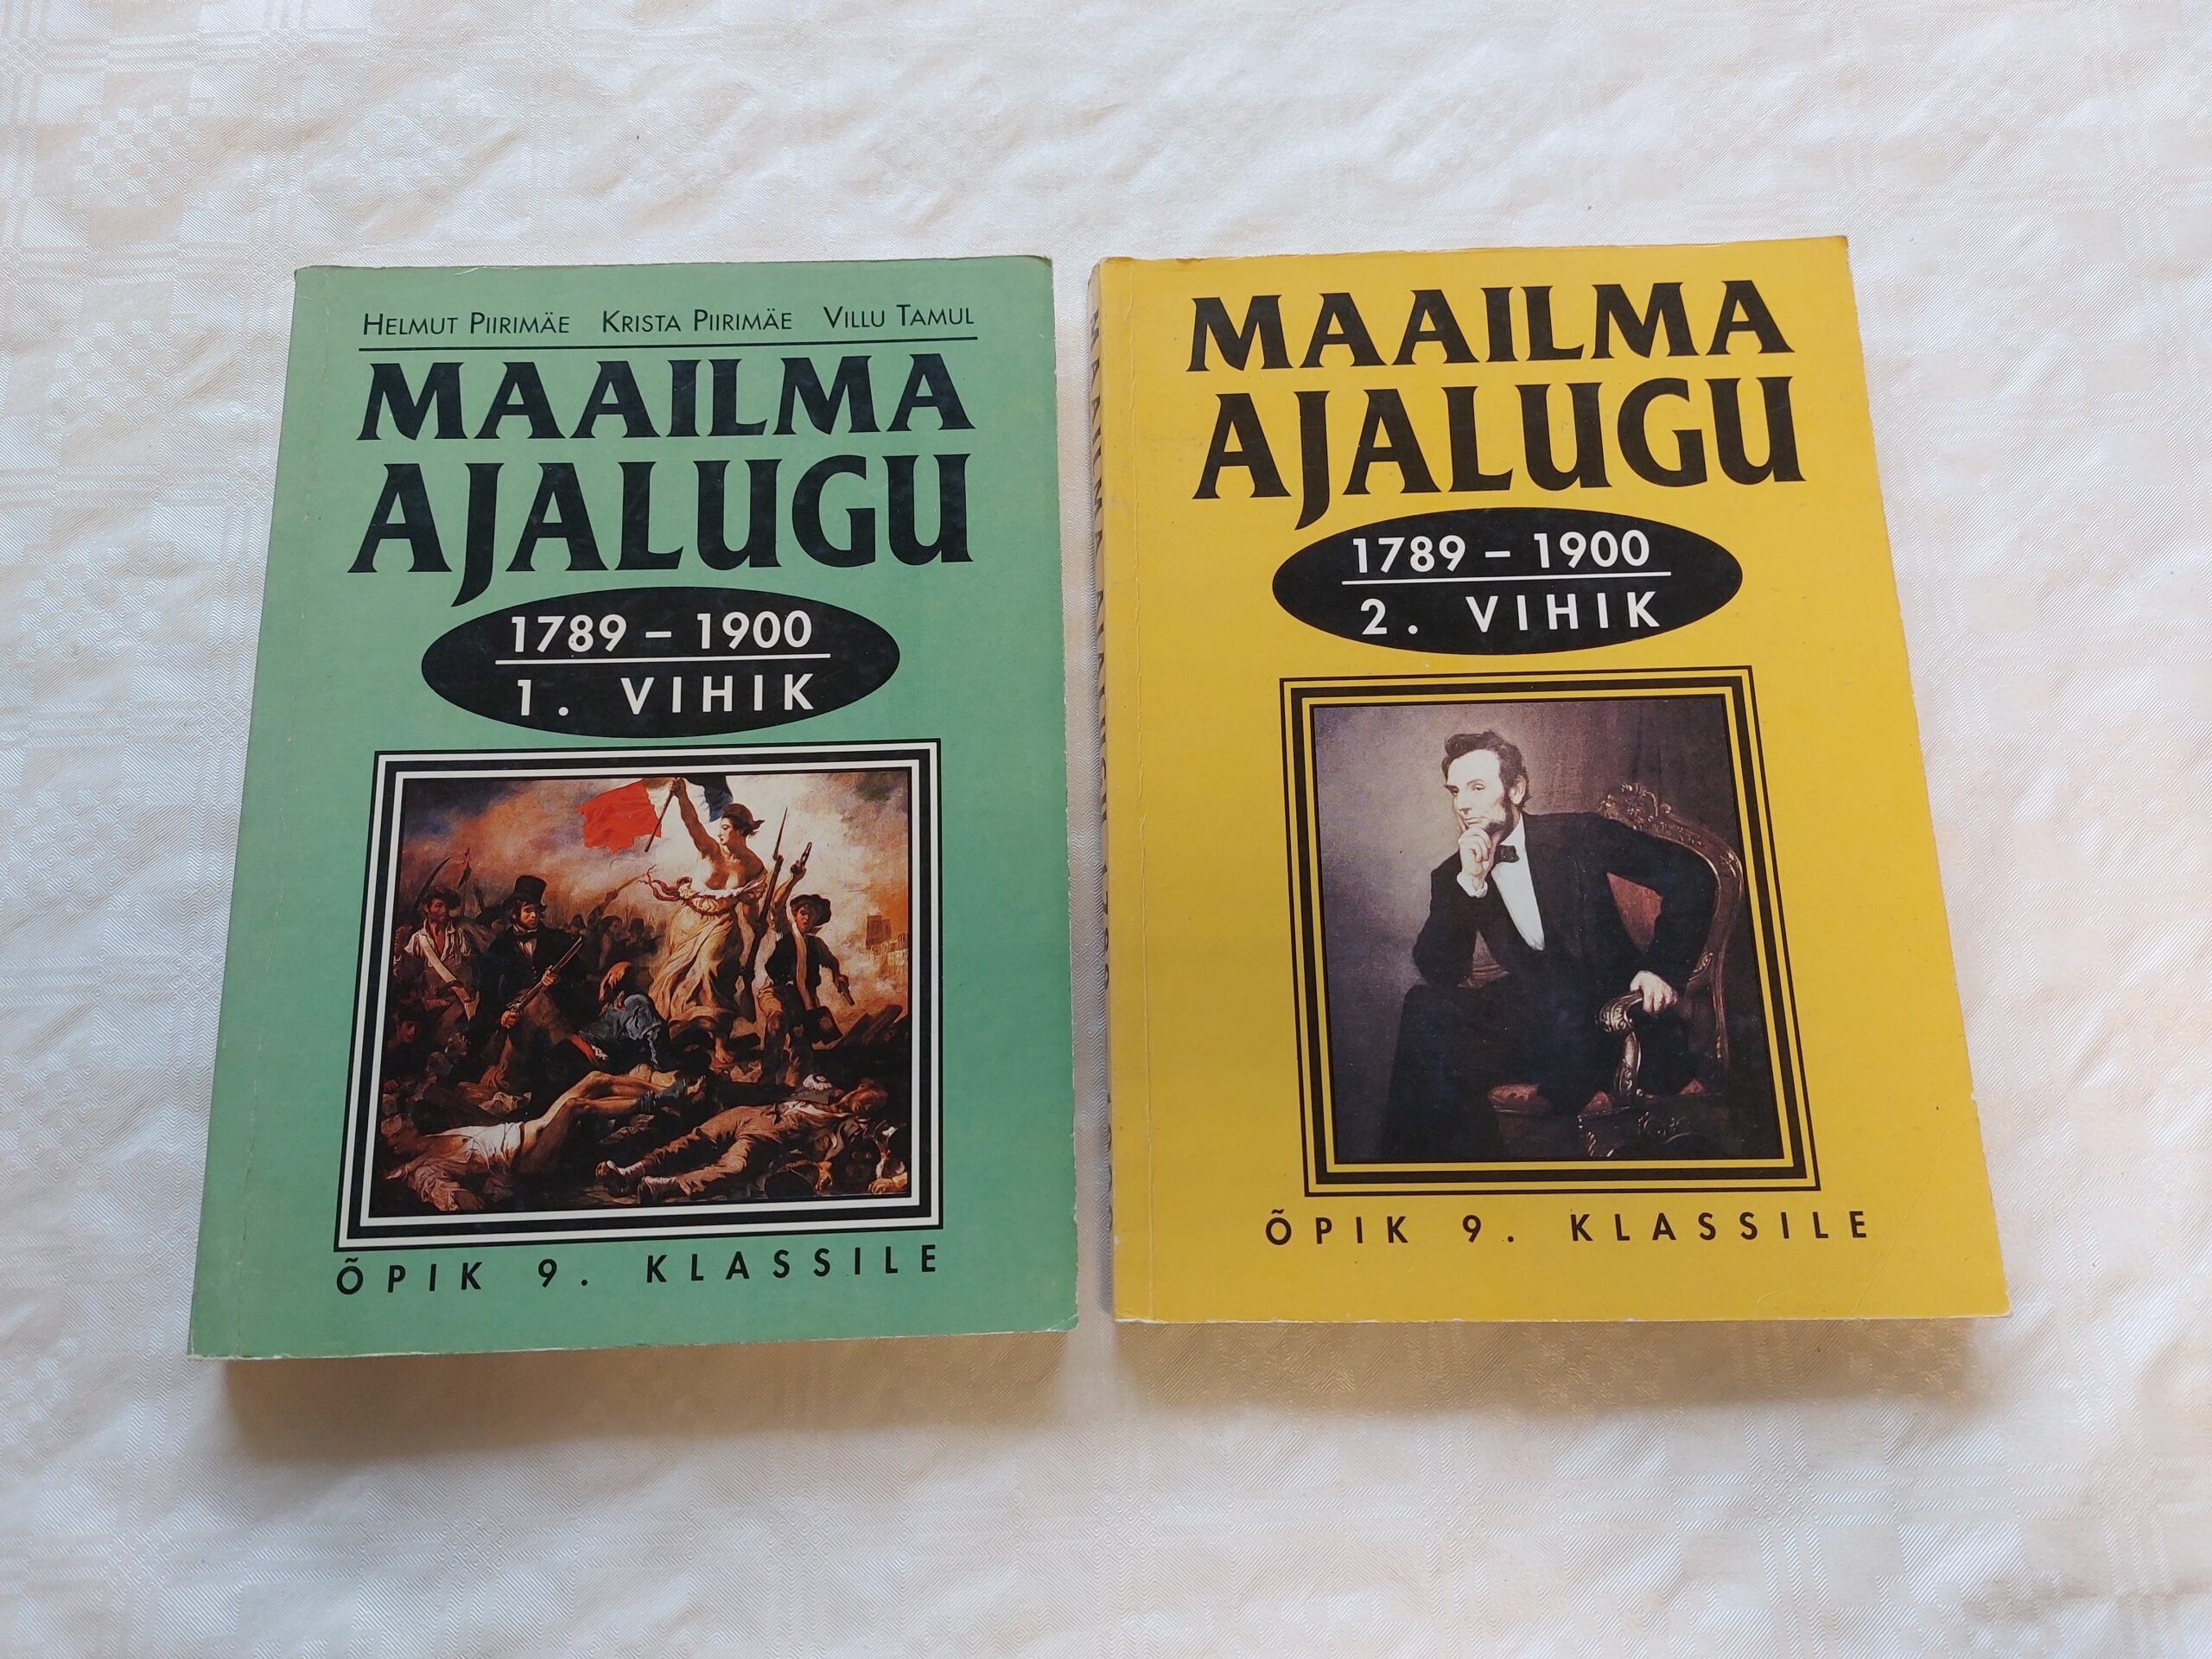 HELMUT PIIRIMÄE KRISTA PIIRIMÄE VILLU TAMUL
MAAILMA
AJALUGU
1789 – 1900
1. VIHIK
ÕPIK 9. KLASSILE
MAAILMA
AJALUGU
1789 – 1900
2. VIHIK
ÕPIK 9. KLASSILE